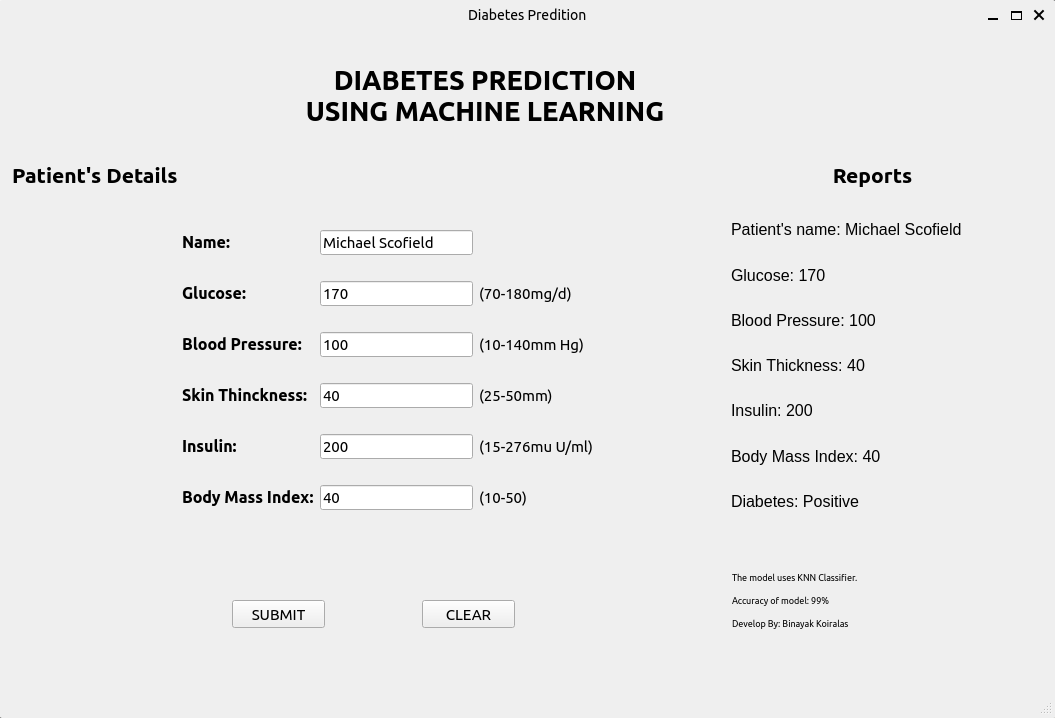 Diabetes Predition
DIABETES PREDICTION
USING MACHINE LEARNING
Patient's Details
Name: Michael Scofield
Glucose: 170 (70-180mg/d)
Blood Pressure: 100 (10-140mm Hg)
Skin Thinckness: 40 (25-50mm)
Insulin: 200 (15-276mu U/ml)
Body Mass Index: 40 (10-50)
SUBMIT CLEAR
Reports
Patient's name: Michael Scofield
Glucose: 170
Blood Pressure: 100
Skin Thickness: 40
Insulin: 200
Body Mass Index: 40
Diabetes: Positive
The model uses KNN Classifier.
Accuracy of model: 99%
Develop By: Binayak Koiralas